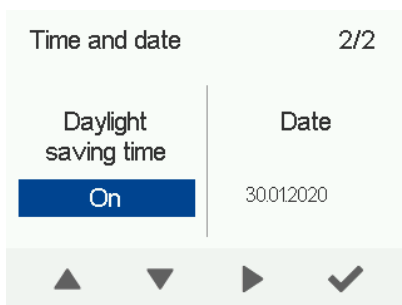 Time and date 2/2
Daylight
saving time
On
Date
30.01.2020